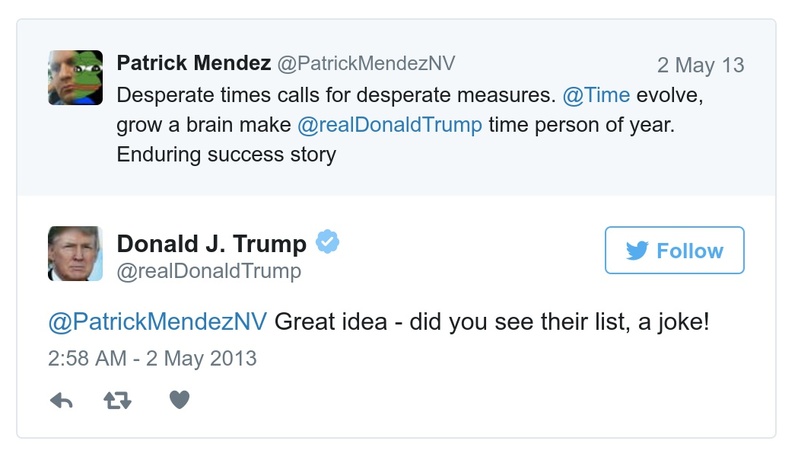 Patrick Mendez @PatrickMendezNV 2 May 13
Desperate times calls for desperate measures. @Time evolve,
grow a brain make @realDonaldTrump time person of year.
Enduring success story
Donald J. Trump
@realDonaldTrump
Follow
@PatrickMendezNV Great idea - did you see their list, a joke!
2:58 AM - 2 May 2013